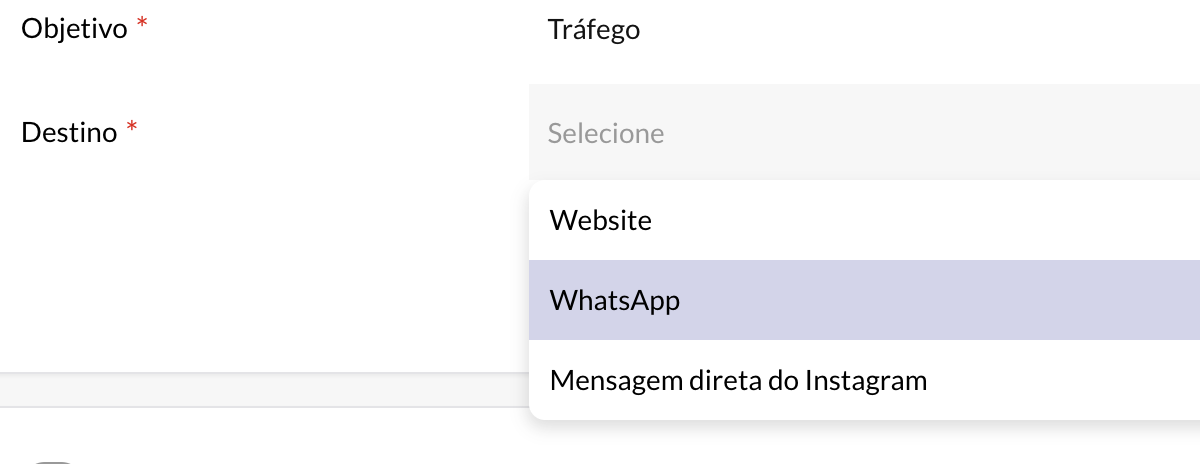 Objetivo *
Tráfego
Destino *
Selecione
Website
WhatsApp
Mensagem direta do Instagram